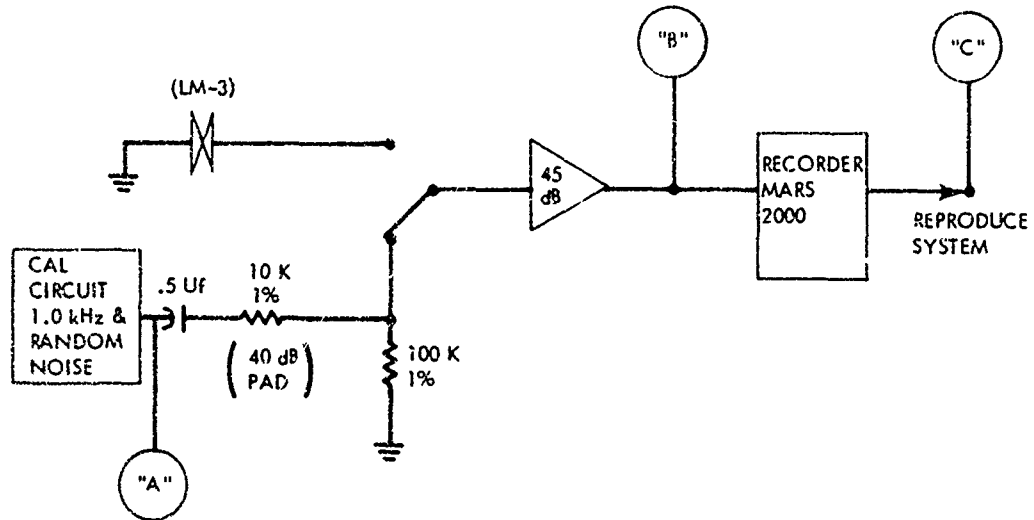 "B"
"C"
(LM-3)
45
dB
RECORDER
MARS
2000
REPRODUCE
SYSTEM
CAL
CIRCUIT
1.0 kHz &
RANDOM
NOISE
.5 Uf
10 K
1%
40 dB
PAD
100 K
1%
"A"